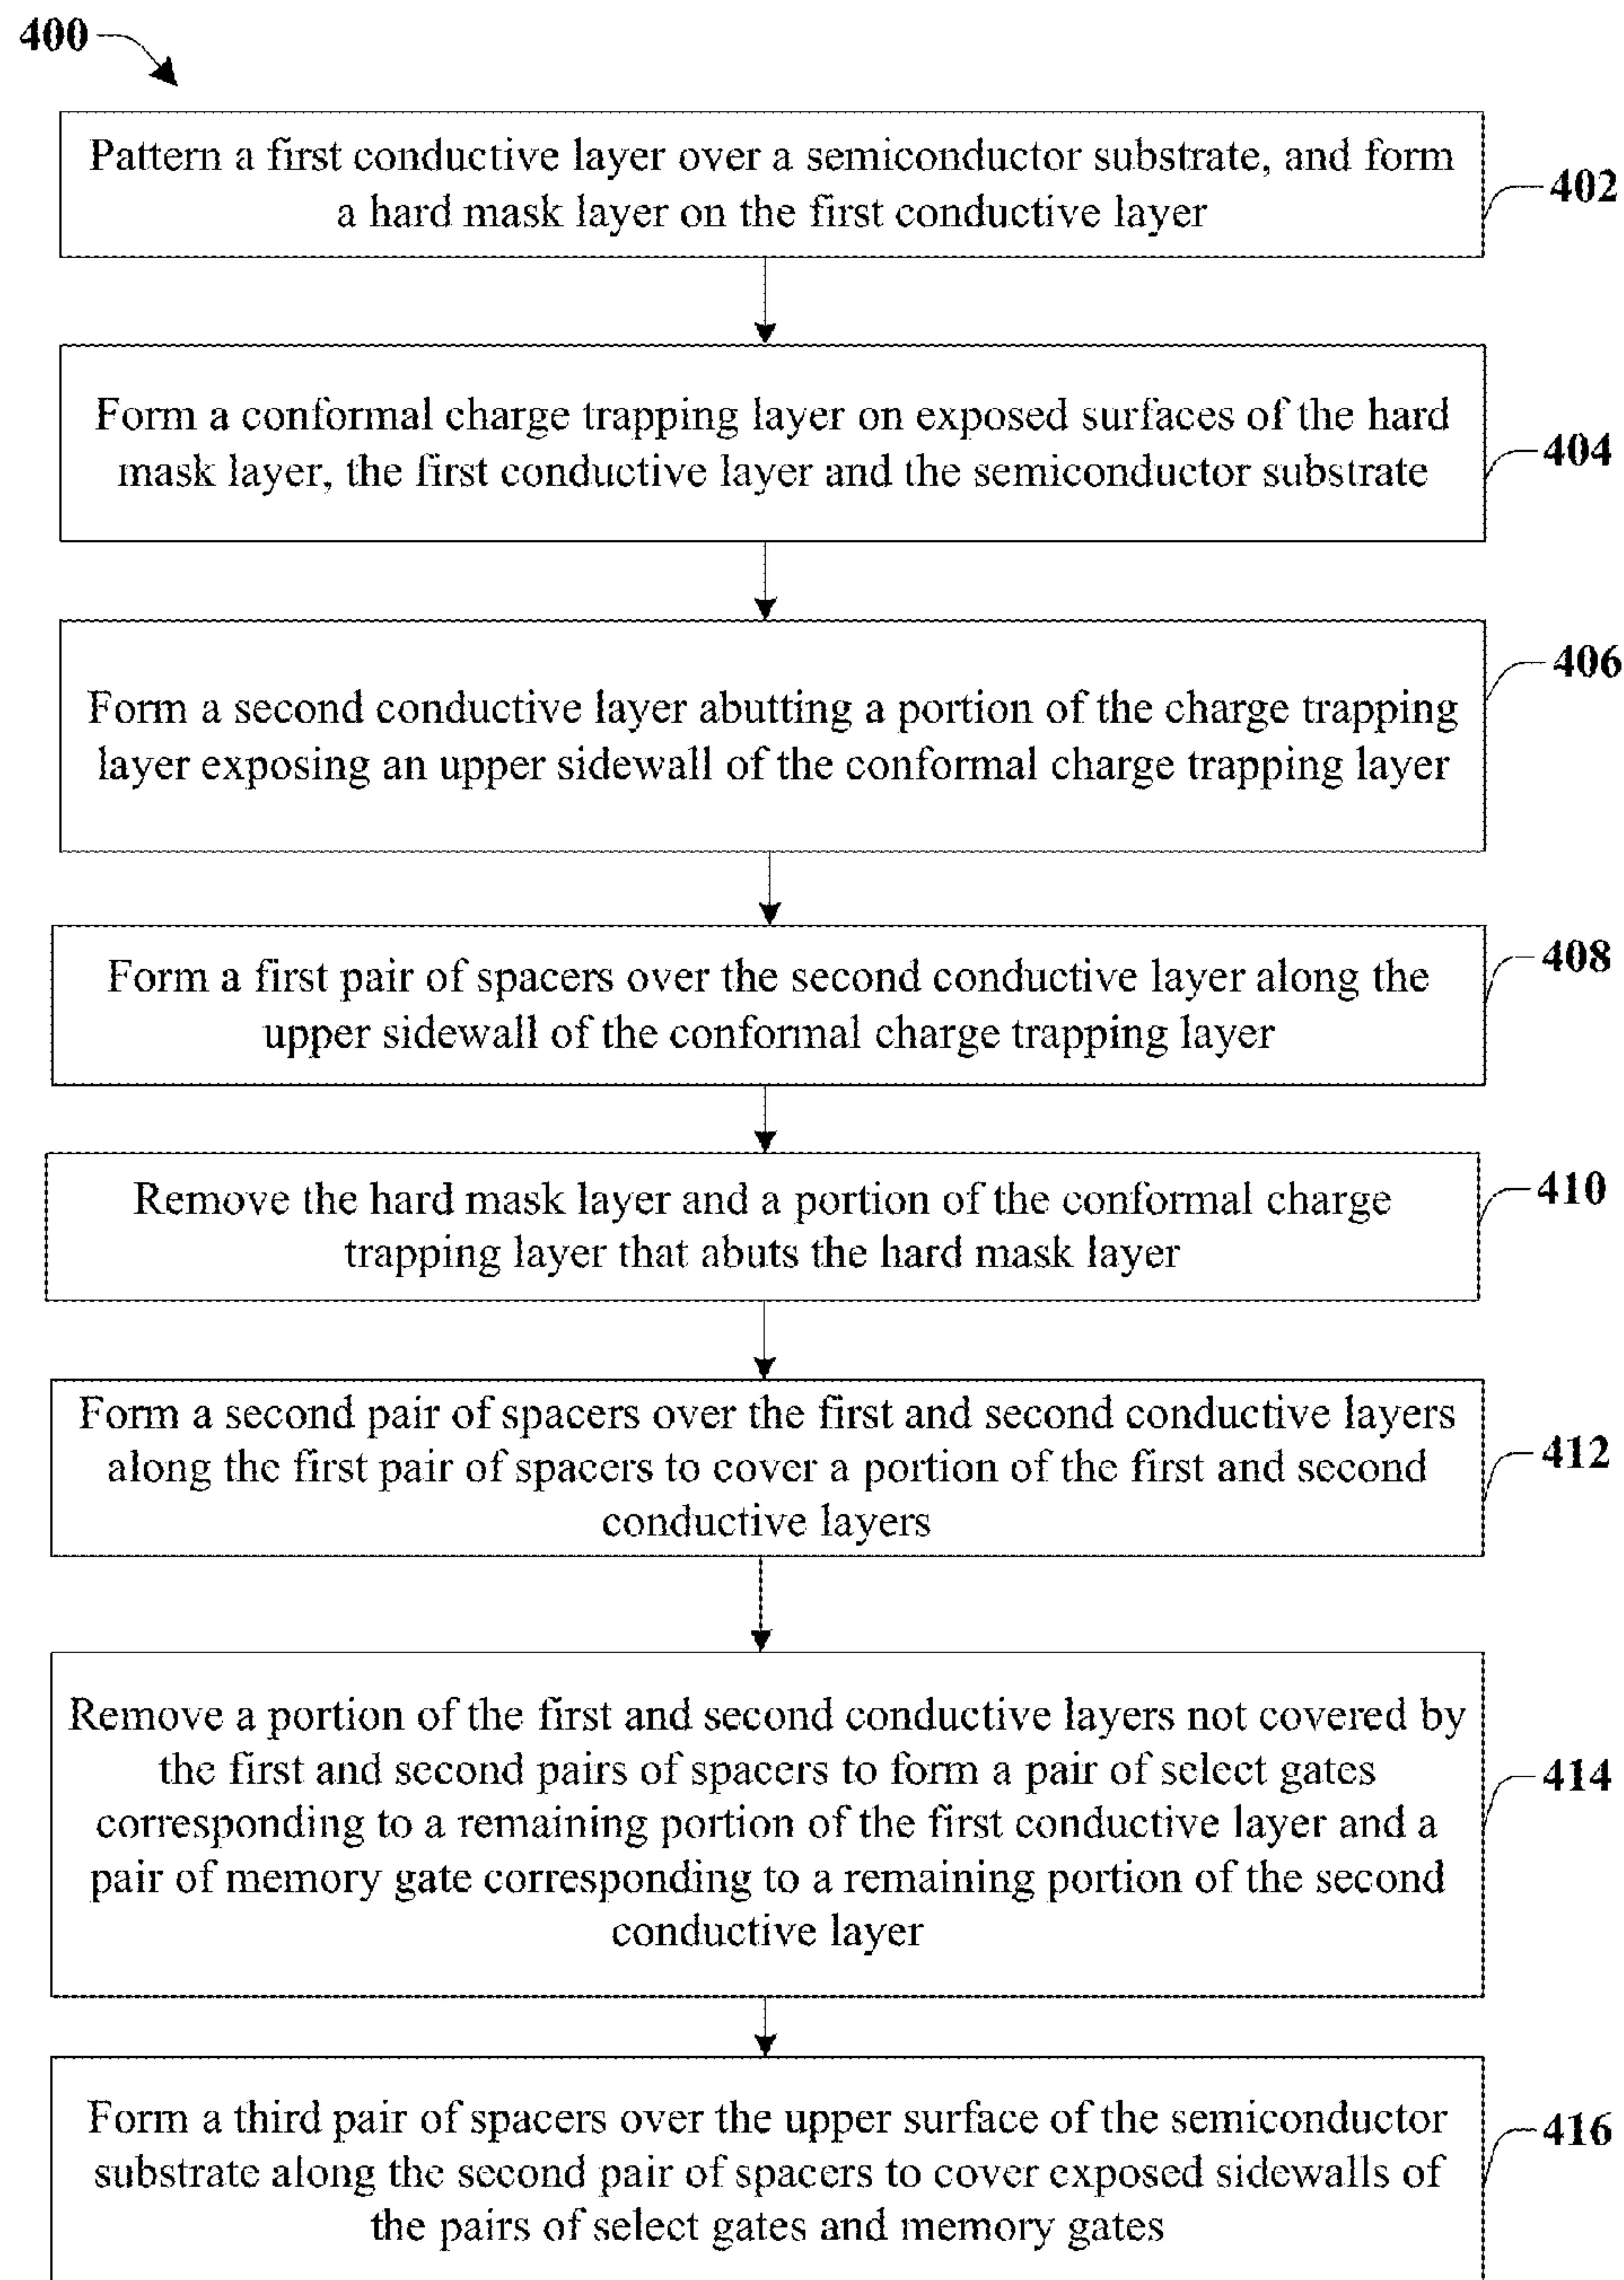 400
Pattern a first conductive layer over a semiconductor substrate, and form
a hard mask layer on the first conductive layer
402
Form a conformal charge trapping layer on exposed surfaces of the hard
mask layer, the first conductive layer and the semiconductor substrate
404
Form a second conductive layer abutting a portion of the charge trapping
layer exposing an upper sidewall of the conformal charge trapping layer
406
Form a first pair of spacers over the second conductive layer along the
upper sidewall of the conformal charge trapping layer
408
Remove the hard mask layer and a portion of the conformal charge
trapping layer that abuts the hard mask layer
410
Form a second pair of spacers over the first and second conductive layers
along the first pair of spacers to cover a portion of the first and second
conductive layers
412
Remove a portion of the first and second conductive layers not covered by
the first and second pairs of spacers to form a pair of select gates
corresponding to a remaining portion of the first conductive layer and a
pair of memory gate corresponding to a remaining portion of the second
conductive layer
414
Form a third pair of spacers over the upper surface of the semiconductor
substrate along the second pair of spacers to cover exposed sidewalls of
the pairs of select gates and memory gates
416